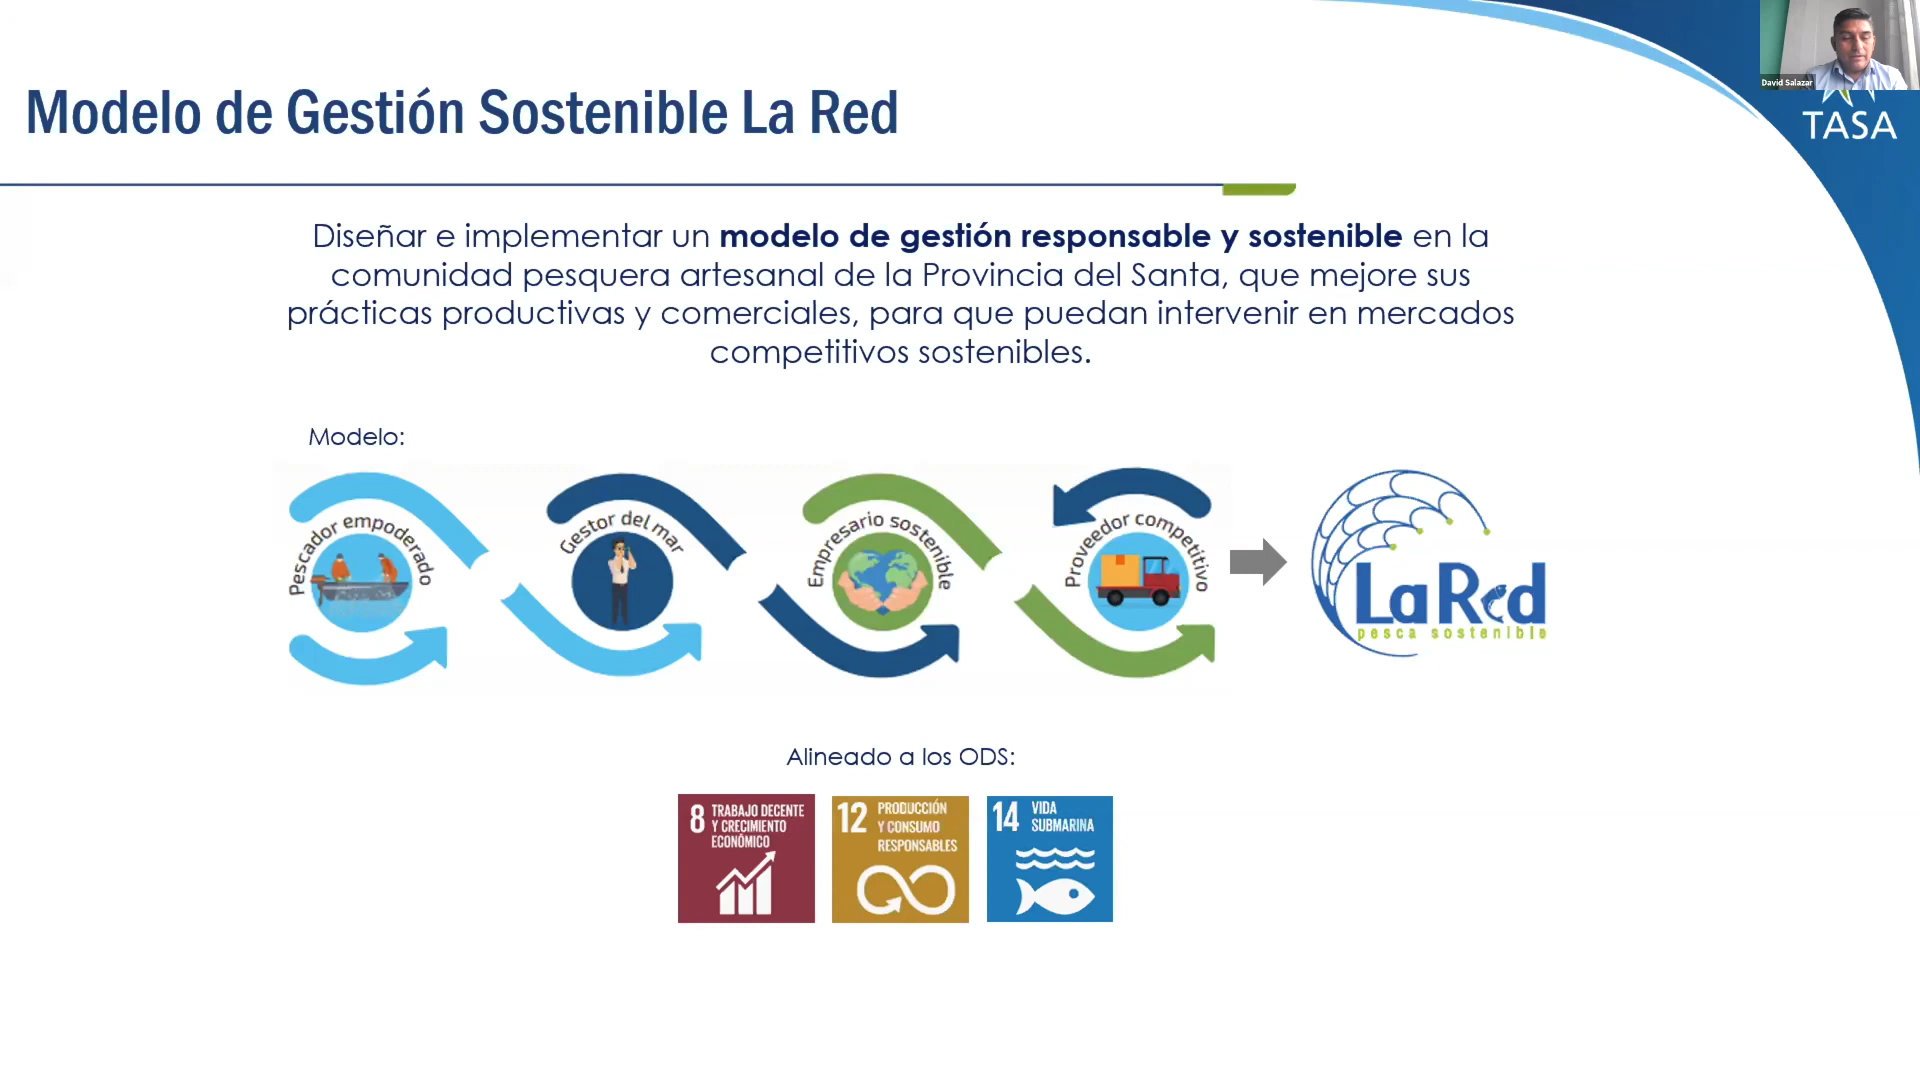 David Salazar
TASA
Modelo de Gestión Sostenible La Red
Diseñar e implementar un modelo de gestión responsable y sostenible en la
comunidad pesquera artesanal de la Provincia del Santa, que mejore sus
prácticas productivas y comerciales, para que puedan intervenir en mercados
competitivos sostenibles.
Modelo:
Pescador empoderado
Gestor del mar
Empresario sostenible
Proveedor competitivo
La Red
pesca sostenible
Alineado a los ODS:
8 TRABAJO DECENTE
Y CRECIMIENTO
ECONÓMICO
12 PRODUCCIÓN
Y CONSUMO
RESPONSABLES
14 VIDA
SUBMARINA